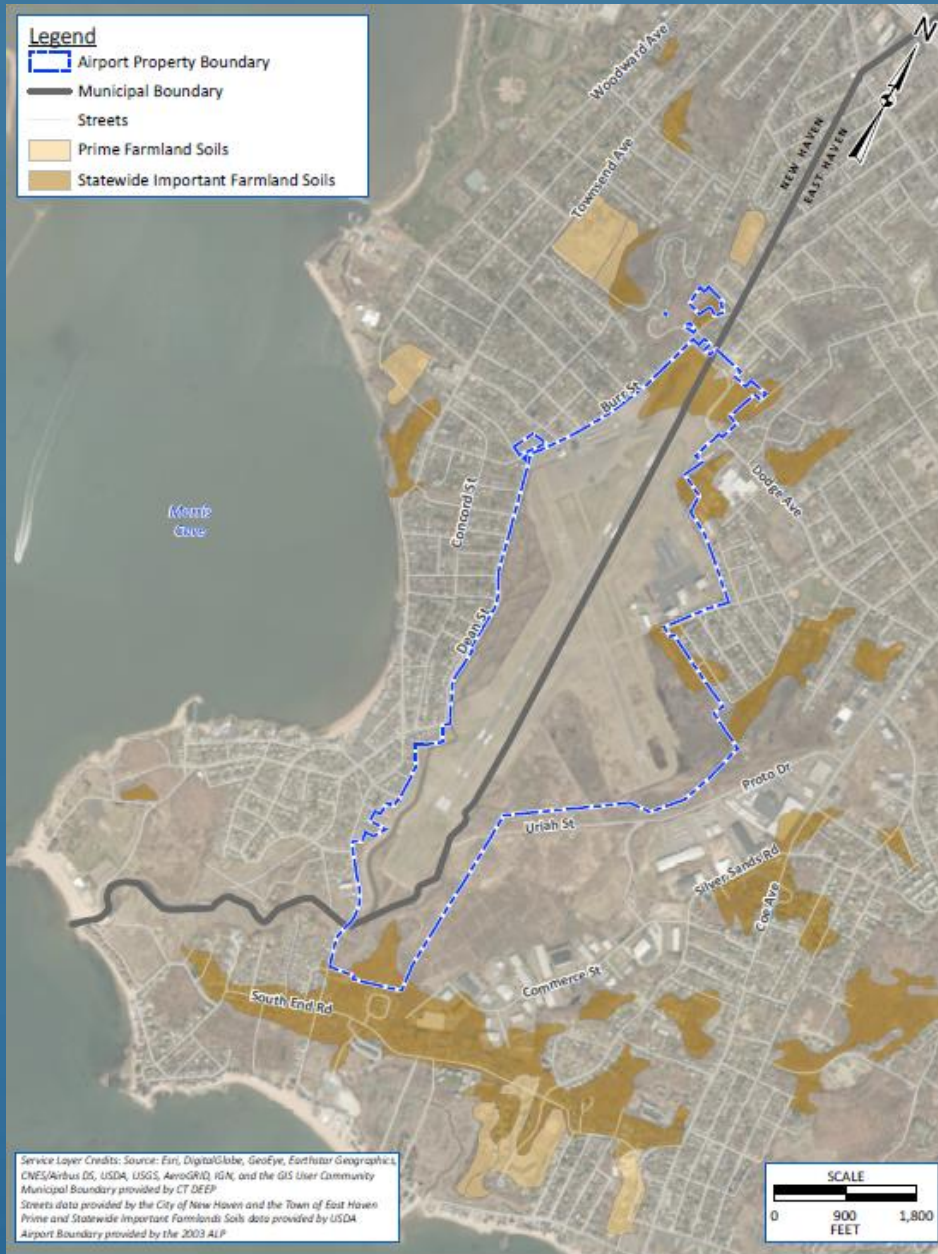 Legend
Airport Property Boundary
Municipal Boundary
Streets
Prime Farmland Soils
Statewide Important Farmland Soils
N
Woodward Ave
NEW HAVEN
EAST HAVEN
Townsend Ave
Burr St
Dodge Ave
Concord St
Morris
Cove
Dean St
Proto Dr
Uriah St
Silver Sands Rd
Coe Ave
Commerce St
South End Rd
Service Layer Credits: Source: Esri, DigitalGlobe, GeoEye, Earthstar Geographics,
CNES/Airbus DS, USDA, USGS, AeroGRID, IGN, and the GIS User Community
Municipal Boundary provided by CT DEEP
Streets data provided by the City of New Haven and the Town of East Haven
Prime and Statewide Important Farmlands Soils data provided by USDA
Airport Boundary provided by the 2003 ALP
SCALE
0 900 1,800
FEET